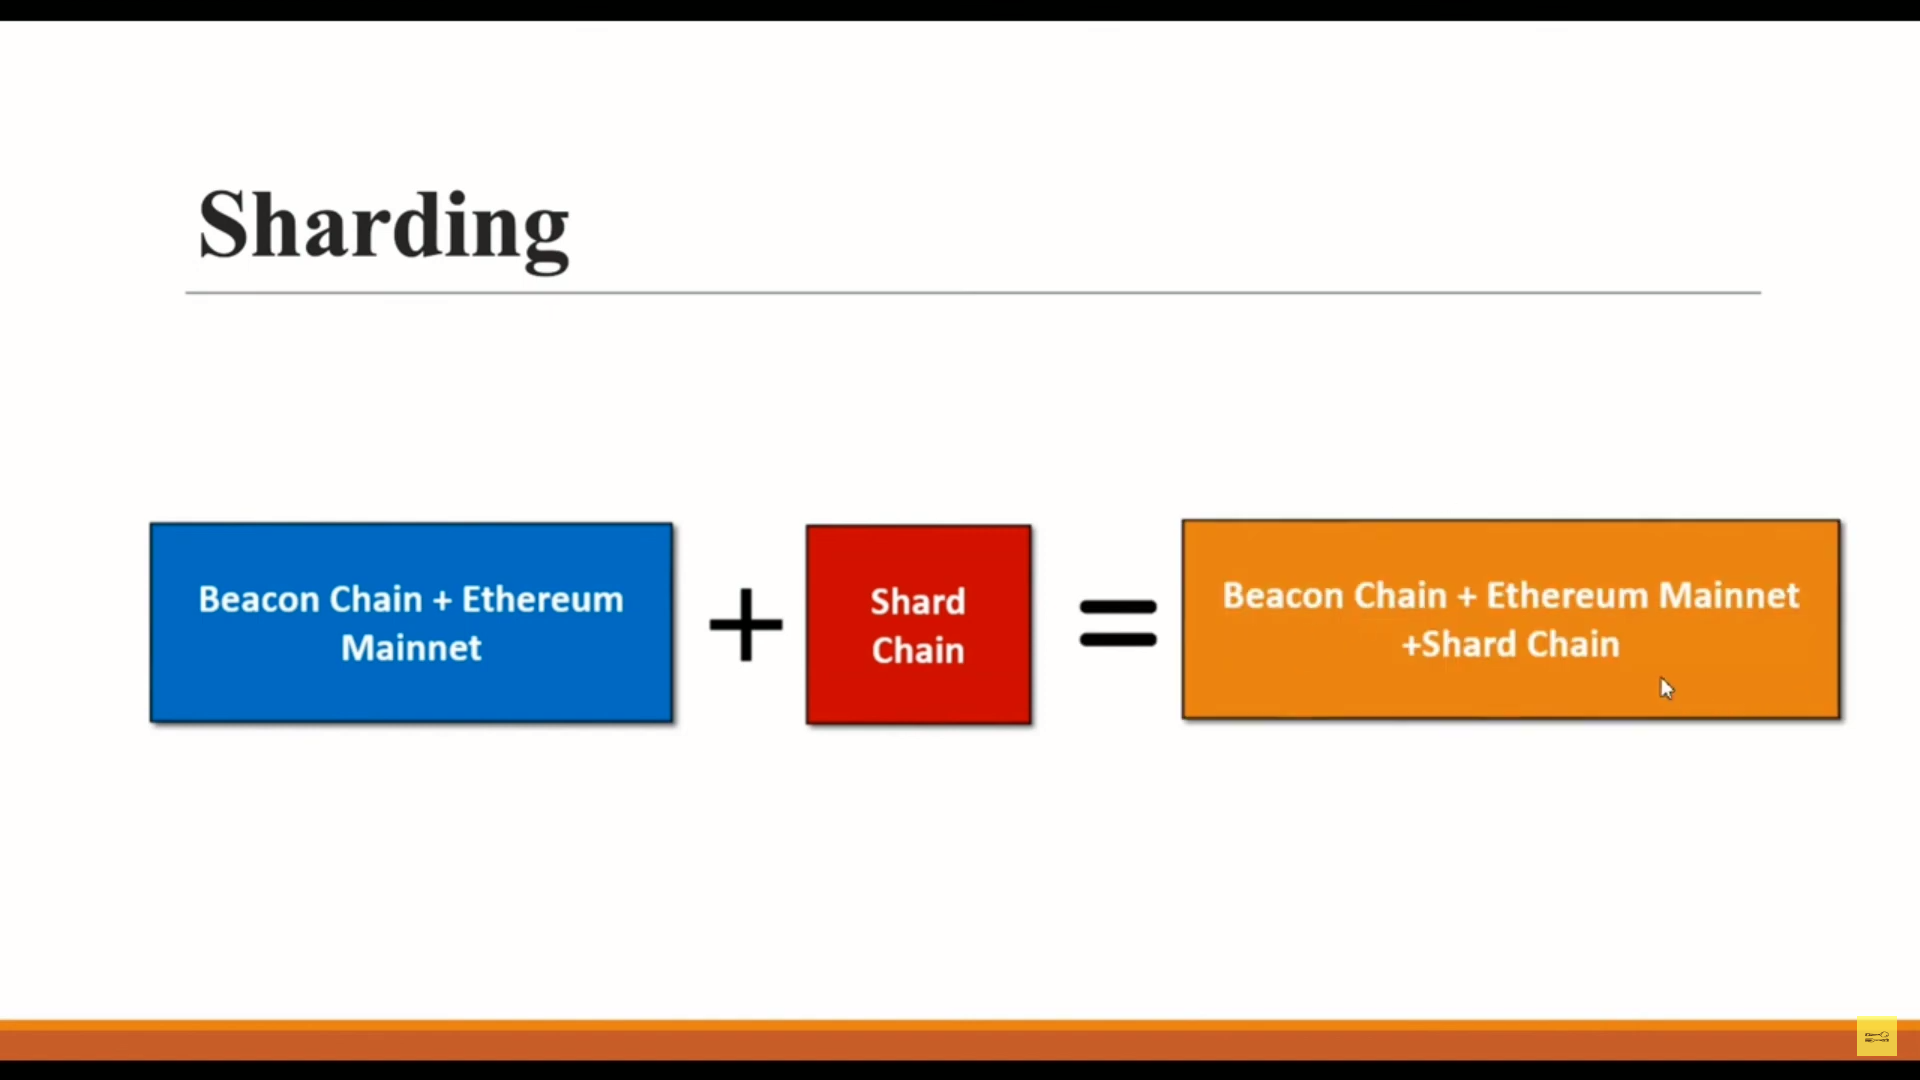 Sharding
Beacon Chain + Ethereum
Mainnet
+
Shard
Chain
=
Beacon Chain + Ethereum Mainnet
+Shard Chain